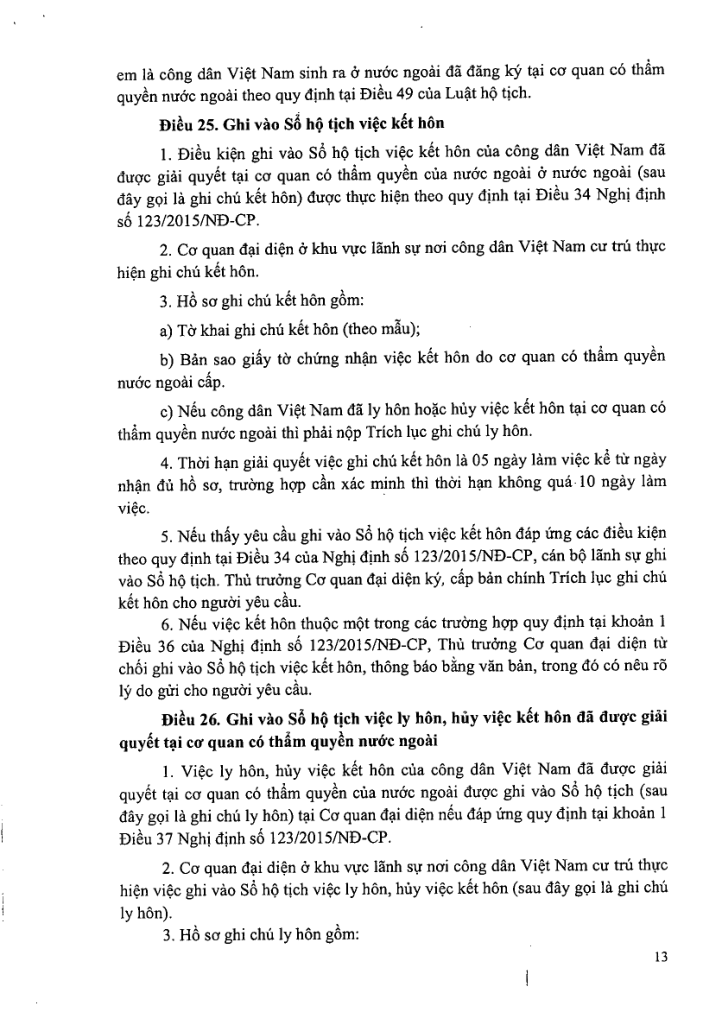 em là công dân Việt Nam sinh ra ở nước ngoài đã đăng ký tại cơ quan có thẩm
quyền nước ngoài theo quy định tại Điều 49 của Luật hộ tịch.
Điều 25. Ghi vào Sổ hộ tịch việc kết hôn
1. Điều kiện ghi vào Sổ hộ tịch việc kết hôn của công dân Việt Nam đã
được giải quyết tại cơ quan có thẩm quyền của nước ngoài ở nước ngoài (sau
đây gọi là ghi chú kết hôn) được thực hiện theo quy định tại Điều 34 Nghị định
số 123/2015/NĐ-CP.
2. Cơ quan đại diện ở khu vực lãnh sự nơi công dân Việt Nam cư trú thực
hiện ghi chú kết hôn.
3. Hồ sơ ghi chú kết hôn gồm:
a) Tờ khai ghi chú kết hôn (theo mẫu);
b) Bản sao giấy tờ chứng nhận việc kết hôn do cơ quan có thẩm quyền
nước ngoài cấp.
c) Nếu công dân Việt Nam đã ly hôn hoặc hủy việc kết hôn tại cơ quan có
thẩm quyền nước ngoài thì phải nộp Trích lục ghi chú ly hôn.
4. Thời hạn giải quyết việc ghi chú kết hôn là 05 ngày làm việc kể từ ngày
nhận đủ hồ sơ, trường hợp cần xác minh thì thời hạn không quá 10 ngày làm
việc.
5. Nếu thấy yêu cầu ghi vào Sổ hộ tịch việc kết hôn đáp ứng các điều kiện
theo quy định tại Điều 34 của Nghị định số 123/2015/NĐ-CP, cán bộ lãnh sự ghi
vào Sổ hộ tịch. Thủ trưởng Cơ quan đại diện ký, cấp bản chính Trích lục ghi chú
kết hôn cho người yêu cầu.
6. Nếu việc kết hôn thuộc một trong các trường hợp quy định tại khoản 1
Điều 36 của Nghị định số 123/2015/NĐ-CP, Thủ trưởng Cơ quan đại diện từ
chối ghi vào Sổ hộ tịch việc kết hôn, thông báo bằng văn bản, trong đó có nêu rõ
lý do gửi cho người yêu cầu.
Điều 26. Ghi vào Sổ hộ tịch việc ly hôn, hủy việc kết hôn đã được giải
quyết tại cơ quan có thẩm quyền nước ngoài
1. Việc ly hôn, hủy việc kết hôn của công dân Việt Nam đã được giải
quyết tại cơ quan có thẩm quyền của nước ngoài được ghi vào Sổ hộ tịch (sau
đây gọi là ghi chú ly hôn) tại Cơ quan đại diện nếu đáp ứng quy định tại khoản 1
Điều 37 Nghị định số 123/2015/NĐ-CP.
2. Cơ quan đại diện ở khu vực lãnh sự nơi công dân Việt Nam cư trú thực
hiện việc ghi vào Sổ hộ tịch việc ly hôn, hủy việc kết hôn (sau đây gọi là ghi chú
ly hôn).
3. Hồ sơ ghi chú ly hôn gồm:
13